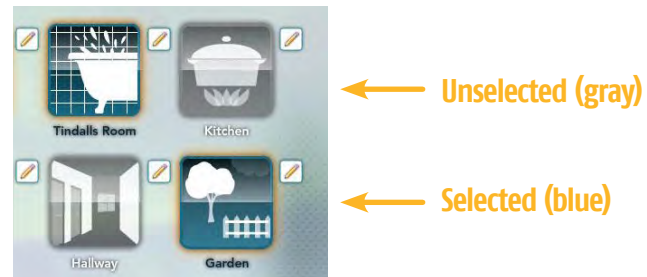 Tindalls Room
Kitchen
Unselected (gray)
Hallway
Garden
Selected (blue)